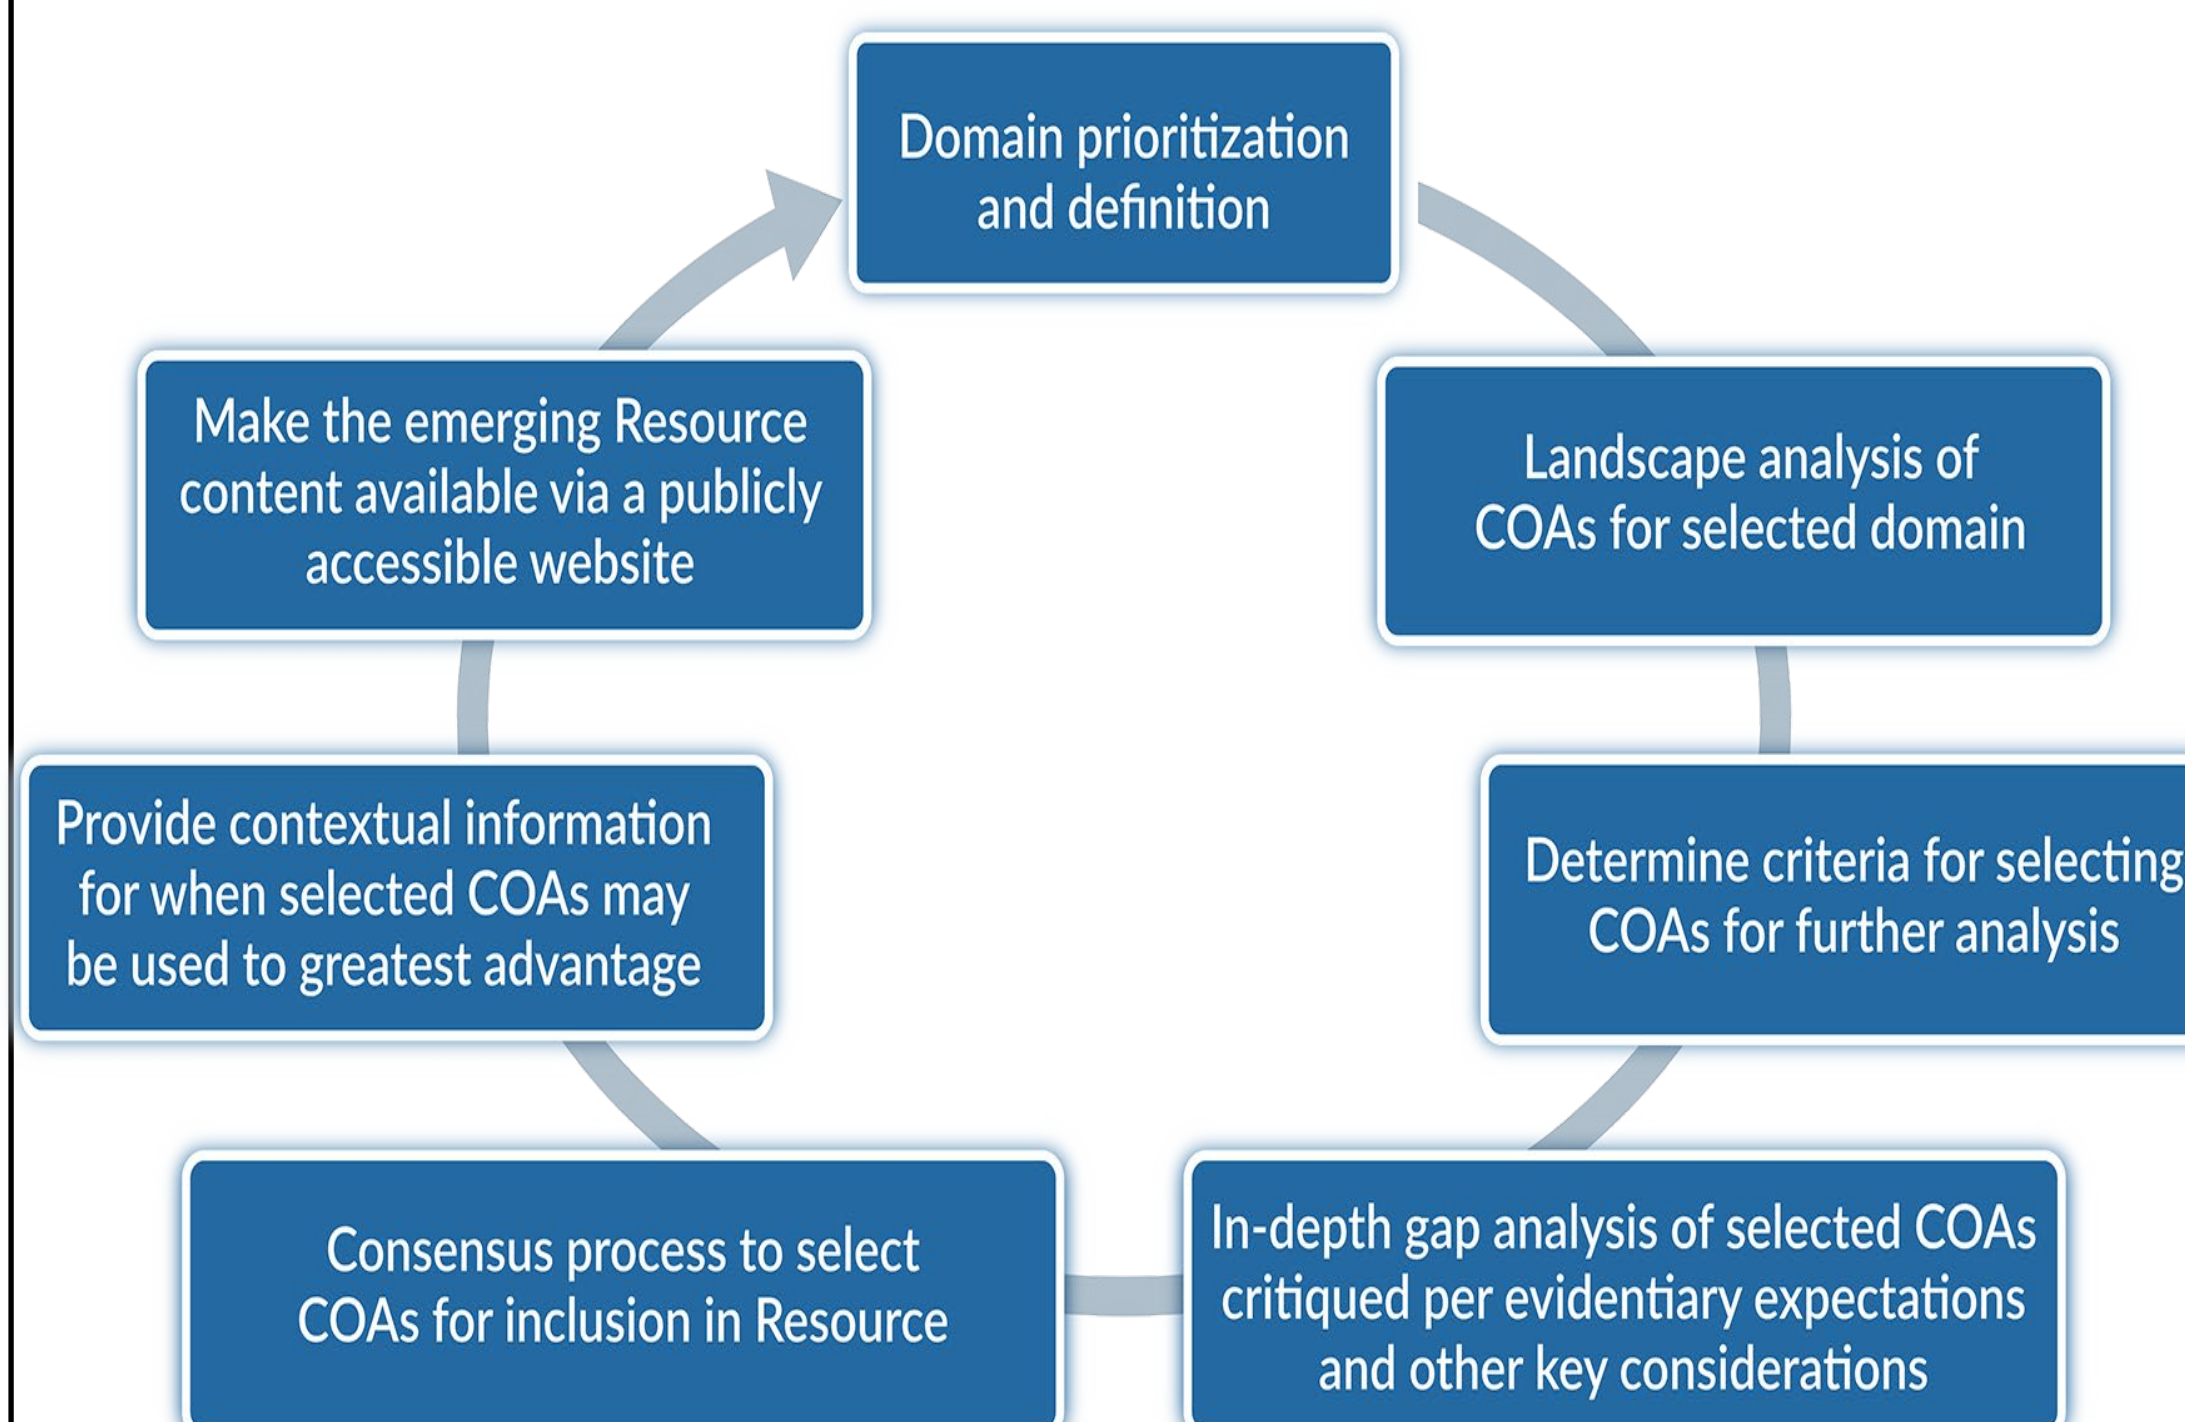 Domain prioritization
and definition
Landscape analysis of
COAs for selected domain
Determine criteria for selecting
COAs for further analysis
In-depth gap analysis of selected COAs
critiqued per evidentiary expectations
and other key considerations
Consensus process to select
COAs for inclusion in Resource
Provide contextual information
for when selected COAs may
be used to greatest advantage
Make the emerging Resource
content available via a publicly
accessible website